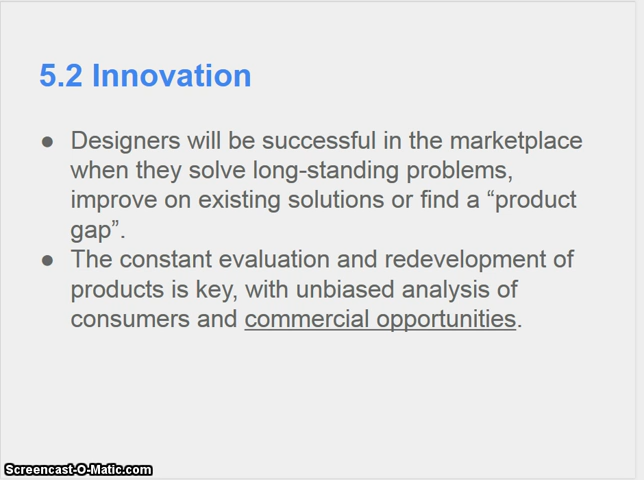 5.2 Innovation
● Designers will be successful in the marketplace
when they solve long-standing problems,
improve on existing solutions or find a “product
gap”.
● The constant evaluation and redevelopment of
products is key, with unbiased analysis of
consumers and commercial opportunities.
Screencast-O-Matic.com